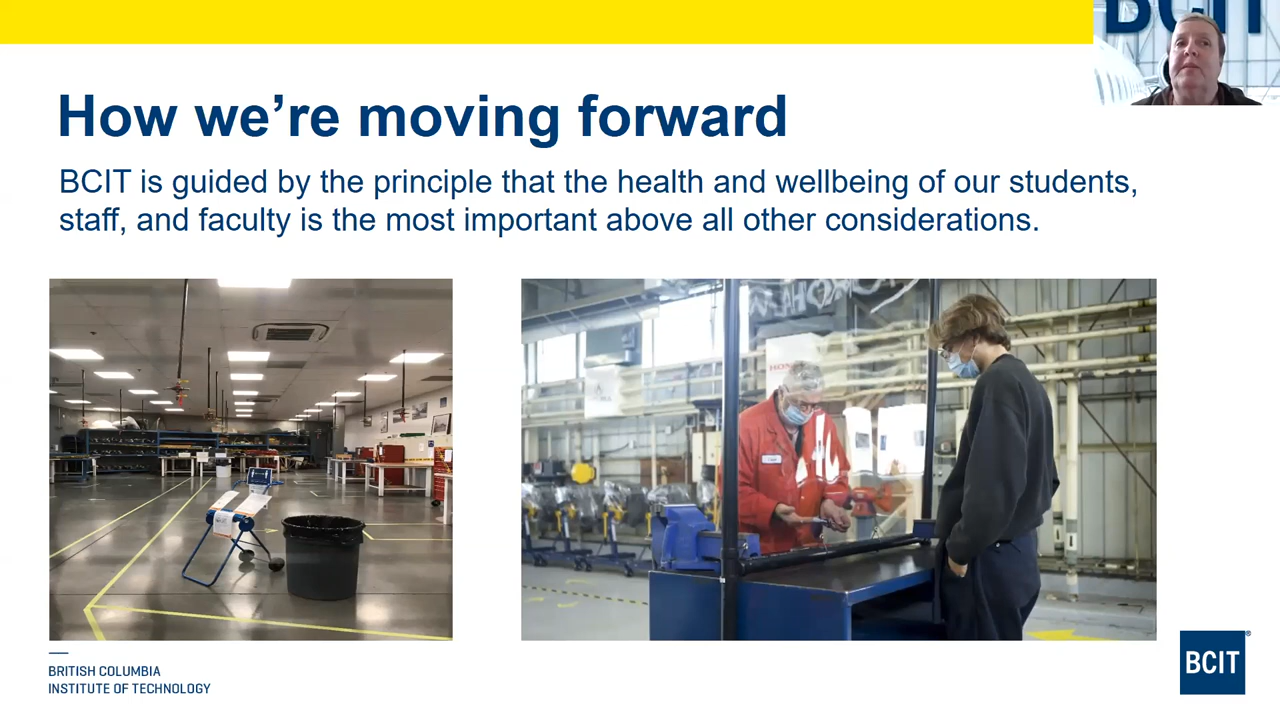 BCIT
How we're moving forward
BCIT is guided by the principle that the health and wellbeing of our students,
staff, and faculty is the most important above all other considerations.
BRITISH COLUMBIA
INSTITUTE OF TECHNOLOGY
BCIT®